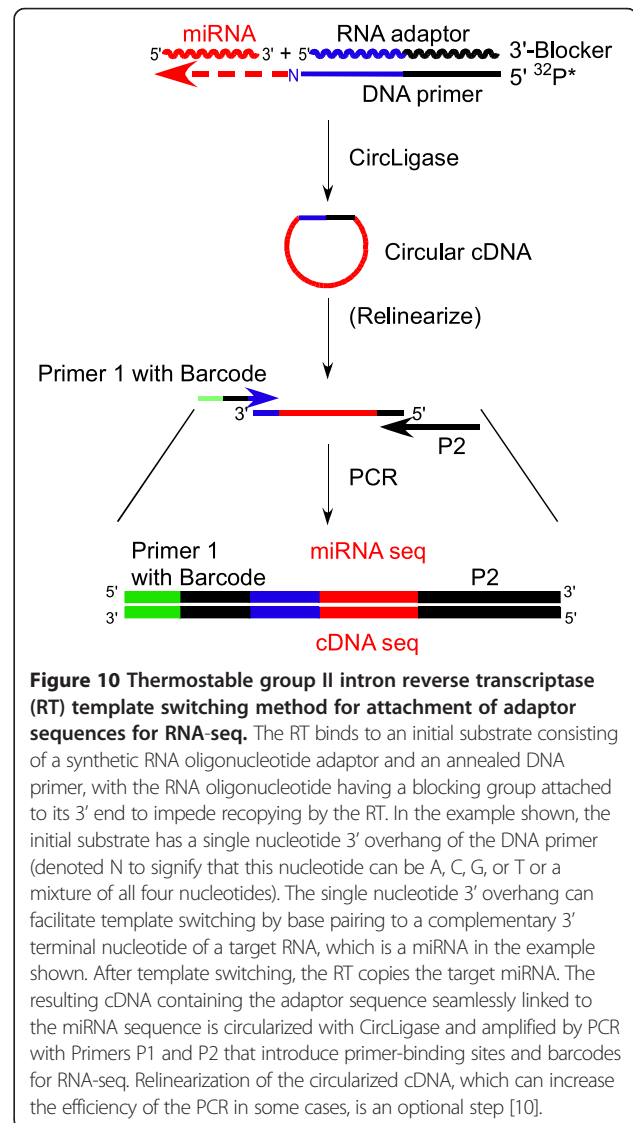 miRNA
RNA adaptor
5' 3' + 5' 3'-Blocker
N 5' ³²P*
DNA primer
CircLigase
Circular cDNA
(Relinearize)
Primer 1 with Barcode
3' 5'
P2
PCR
Primer 1
with Barcode
miRNA seq
P2
5' 3'
3' 5'
cDNA seq
Figure 10 Thermostable group II intron reverse transcriptase
(RT) template switching method for attachment of adaptor
sequences for RNA-seq. The RT binds to an initial substrate consisting
of a synthetic RNA oligonucleotide adaptor and an annealed DNA
primer, with the RNA oligonucleotide having a blocking group attached
to its 3' end to impede recopying by the RT. In the example shown, the
initial substrate has a single nucleotide 3' overhang of the DNA primer
(denoted N to signify that this nucleotide can be A, C, G, or T or a
mixture of all four nucleotides). The single nucleotide 3' overhang can
facilitate template switching by base pairing to a complementary 3'
terminal nucleotide of a target RNA, which is a miRNA in the example
shown. After template switching, the RT copies the target miRNA. The
resulting cDNA containing the adaptor sequence seamlessly linked to
the miRNA sequence is circularized with CircLigase and amplified by PCR
with Primers P1 and P2 that introduce primer-binding sites and barcodes
for RNA-seq. Relinearization of the circularized cDNA, which can increase
the efficiency of the PCR in some cases, is an optional step [10].